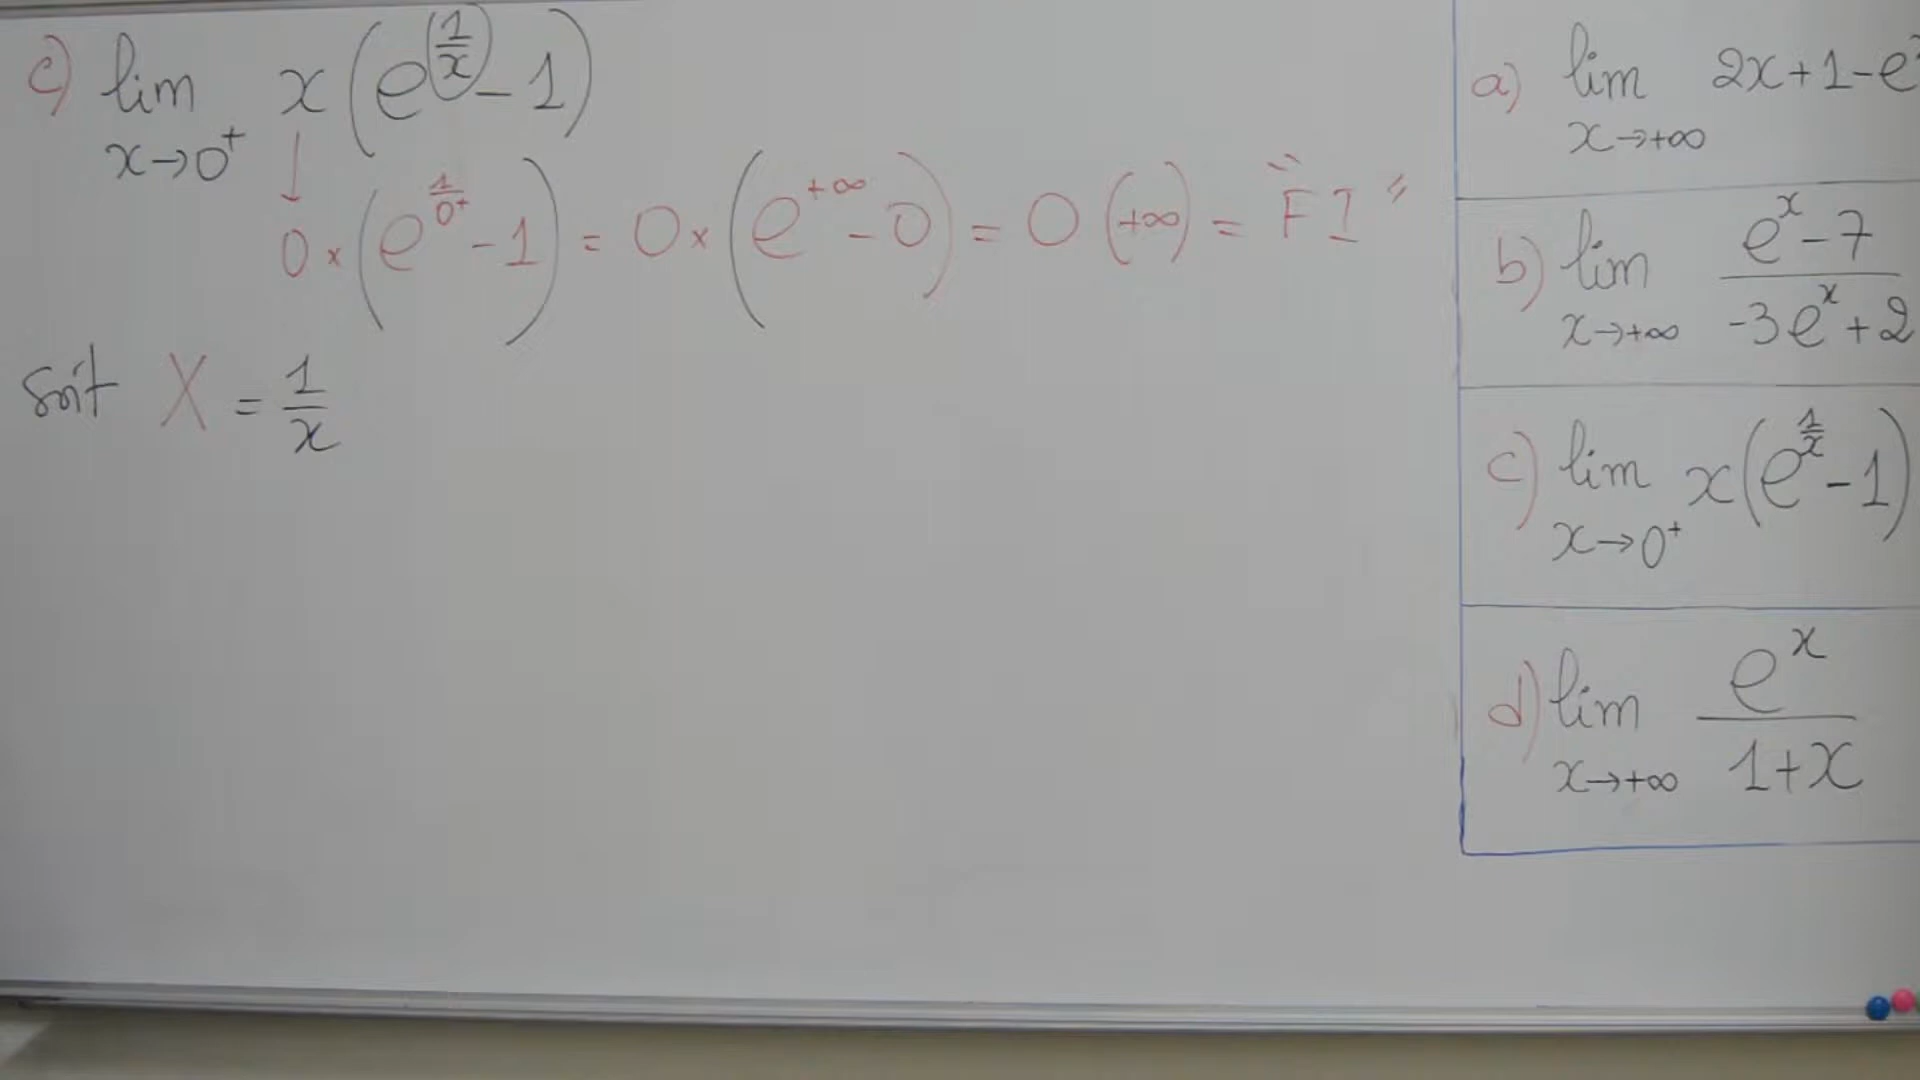 c) lim x(e^(1/x) - 1)
x→0⁺
0 × (e^(1/0⁺) - 1) = 0 × (e^(+∞) - 0) = 0 (+∞) = "FI"
Soit X = 1/x
a) lim 2x+1-e
x→+∞
b) lim (e^x - 7)/(-3e^x + 2)
x→+∞
c) lim x(e^(1/x) - 1)
x→0⁺
d) lim e^x/(1+x)
x→+∞